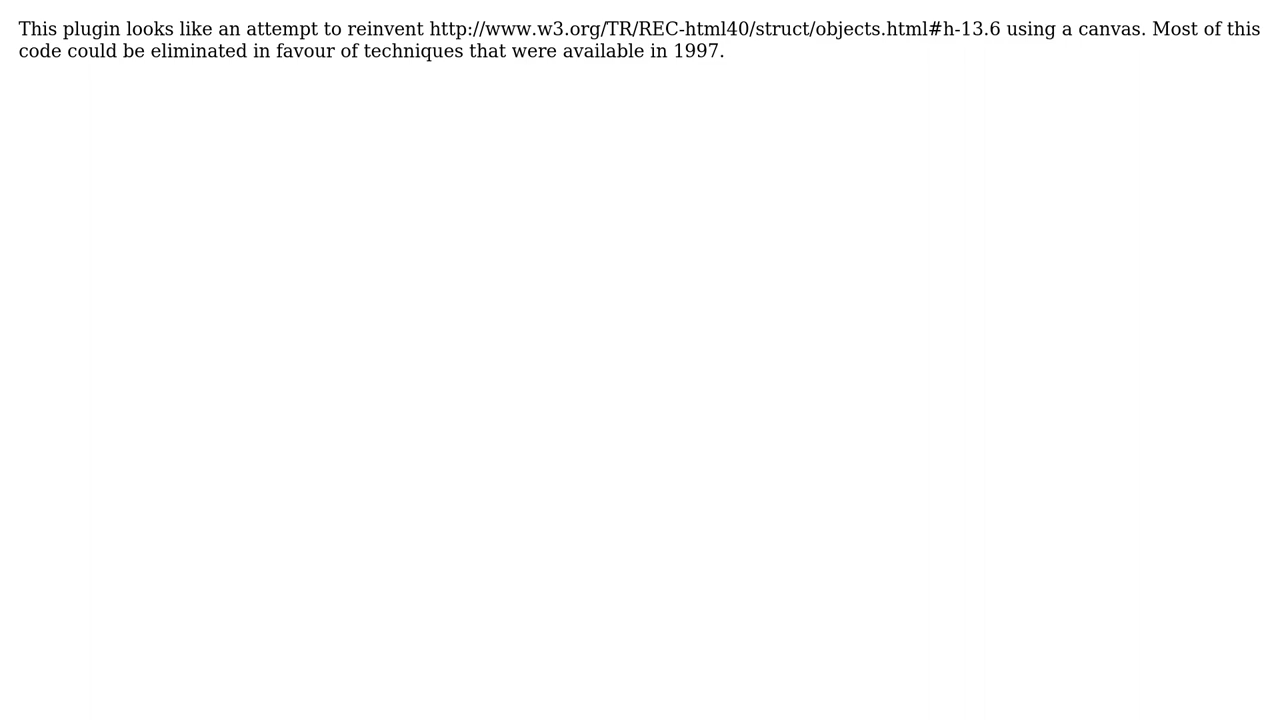 This plugin looks like an attempt to reinvent http://www.w3.org/TR/REC-html40/struct/objects.html#h-13.6 using a canvas. Most of this
code could be eliminated in favour of techniques that were available in 1997.